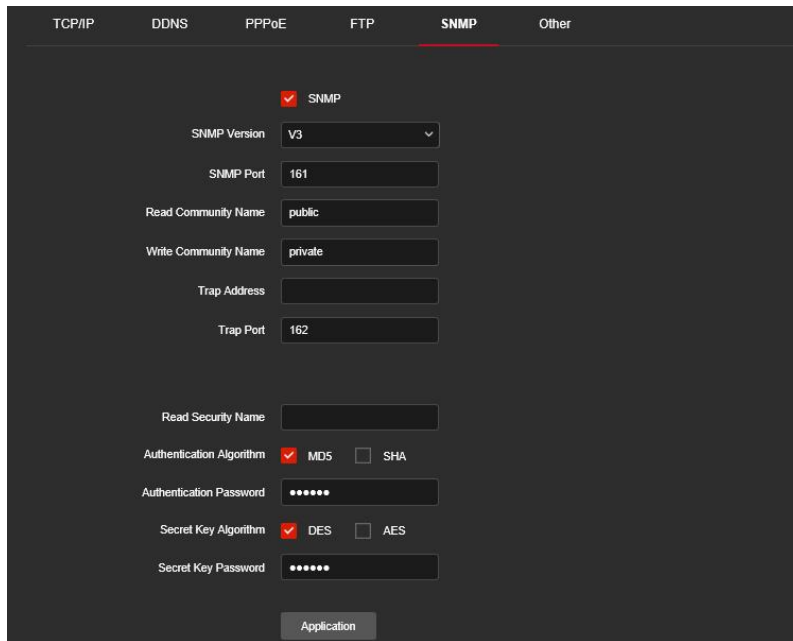 TCP/IP DDNS PPPoE FTP SNMP Other
SNMP
SNMP Version V3
SNMP Port 161
Read Community Name public
Write Community Name private
Trap Address
Trap Port 162
Read Security Name
Authentication Algorithm MD5 SHA
Authentication Password ••••••
Secret Key Algorithm DES AES
Secret Key Password ••••••
Application